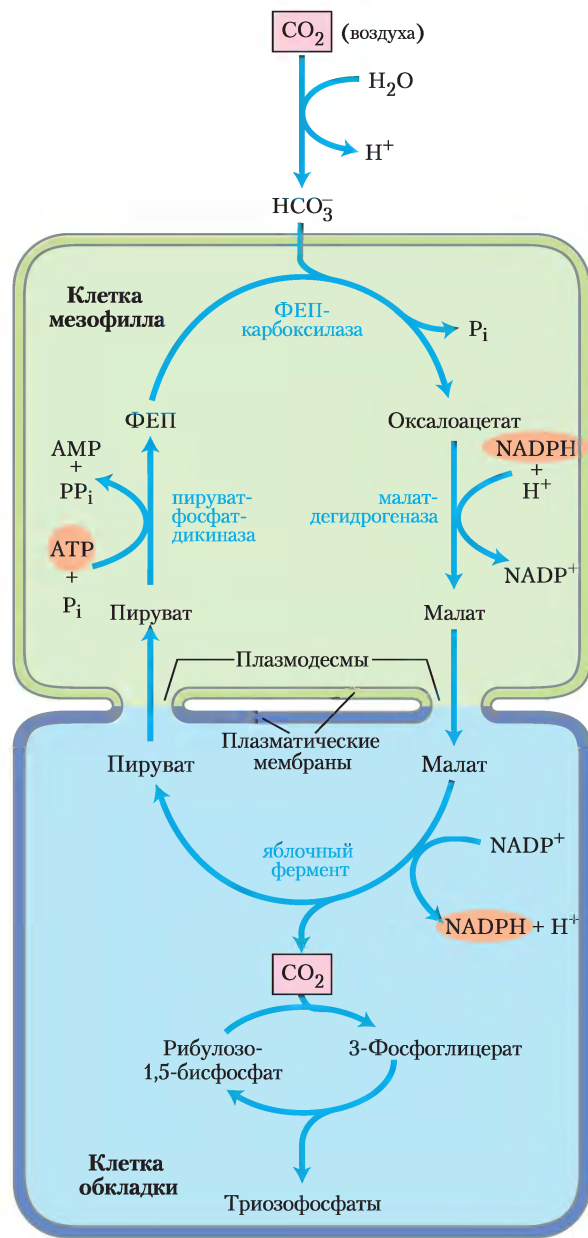 CO₂ (воздуха)
H₂O
H⁺
HCO₃⁻
Клетка
мезофилла
ФЕП-
карбоксилаза
Pᵢ
ФЕП
Оксалоацетат
AMP
+
PPᵢ
NADPH
+
H⁺
пируват-
фосфат-
дикиназа
малат-
дегидрогеназа
ATP
+
Pᵢ
NADP⁺
Пируват
Малат
Плазмодесмы
Плазматические
мембраны
Пируват
Малат
яблочный
фермент
NADP⁺
NADPH + H⁺
CO₂
Рибулозо-
1,5-бисфосфат
3-Фосфоглицерат
Клетка
обкладки
Триозофосфаты